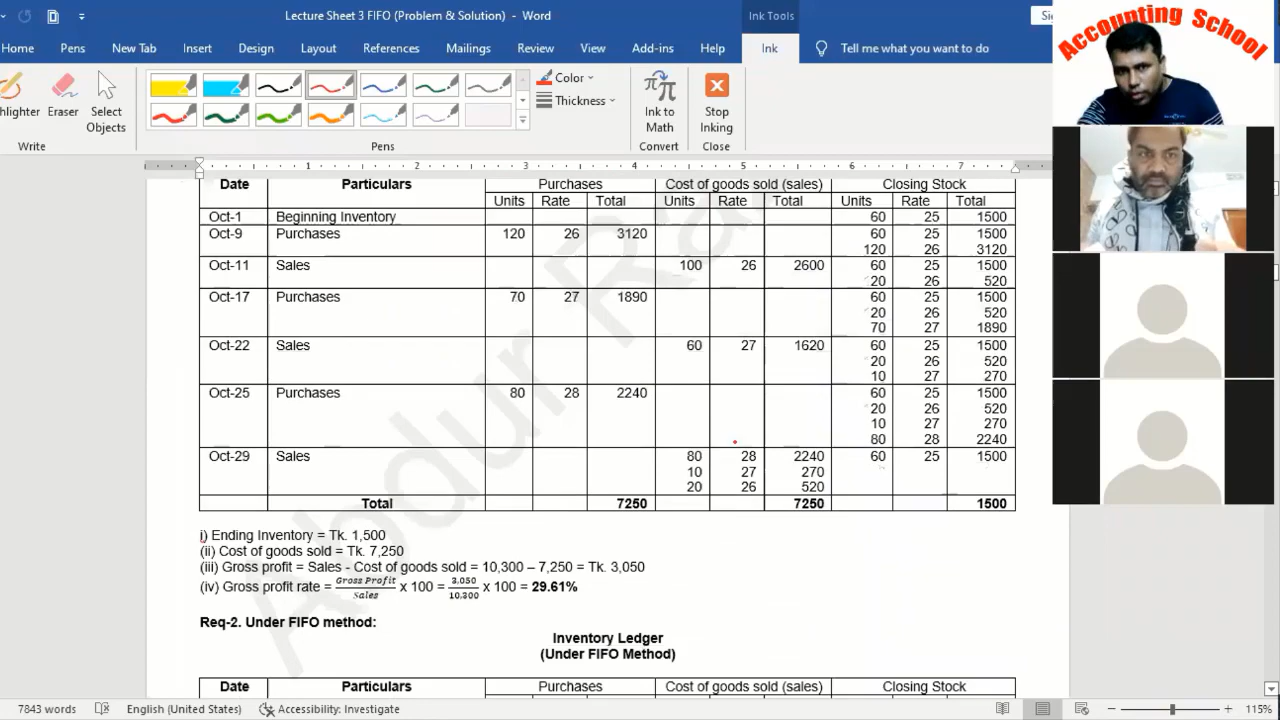 Lecture Sheet 3 FIFO (Problem & Solution) - Word
Ink Tools
Accounting School
Home Pens New Tab Insert Design Layout References Mailings Review View Add-ins Help Ink Tell me what you want to do
lighter Eraser Select Objects
Color
Thickness
Ink to Math
Stop Inking
Write Pens Convert Close
1 2 3 4 5 6 7
Date Particulars Purchases Cost of goods sold (sales) Closing Stock
Units Rate Total Units Rate Total Units Rate Total
Oct-1 Beginning Inventory 60 25 1500
Oct-9 Purchases 120 26 3120 60 25 1500
120 26 3120
Oct-11 Sales 100 26 2600 60 25 1500
20 26 520
Oct-17 Purchases 70 27 1890 60 25 1500
20 26 520
70 27 1890
Oct-22 Sales 60 27 1620 60 25 1500
20 26 520
10 27 270
Oct-25 Purchases 80 28 2240 60 25 1500
20 26 520
10 27 270
80 28 2240
Oct-29 Sales 80 28 2240 60 25 1500
10 27 270
20 26 520
Total 7250 7250 1500
i) Ending Inventory = Tk. 1,500
(ii) Cost of goods sold = Tk. 7,250
(iii) Gross profit = Sales - Cost of goods sold = 10,300 – 7,250 = Tk. 3,050
(iv) Gross profit rate = Gross Profit/Sales x 100 = 3,050/10,300 x 100 = 29.61%
Req-2. Under FIFO method:
Inventory Ledger
(Under FIFO Method)
Date Particulars Purchases Cost of goods sold (sales) Closing Stock
Abdur Ra
7843 words English (United States) Accessibility: Investigate 115%